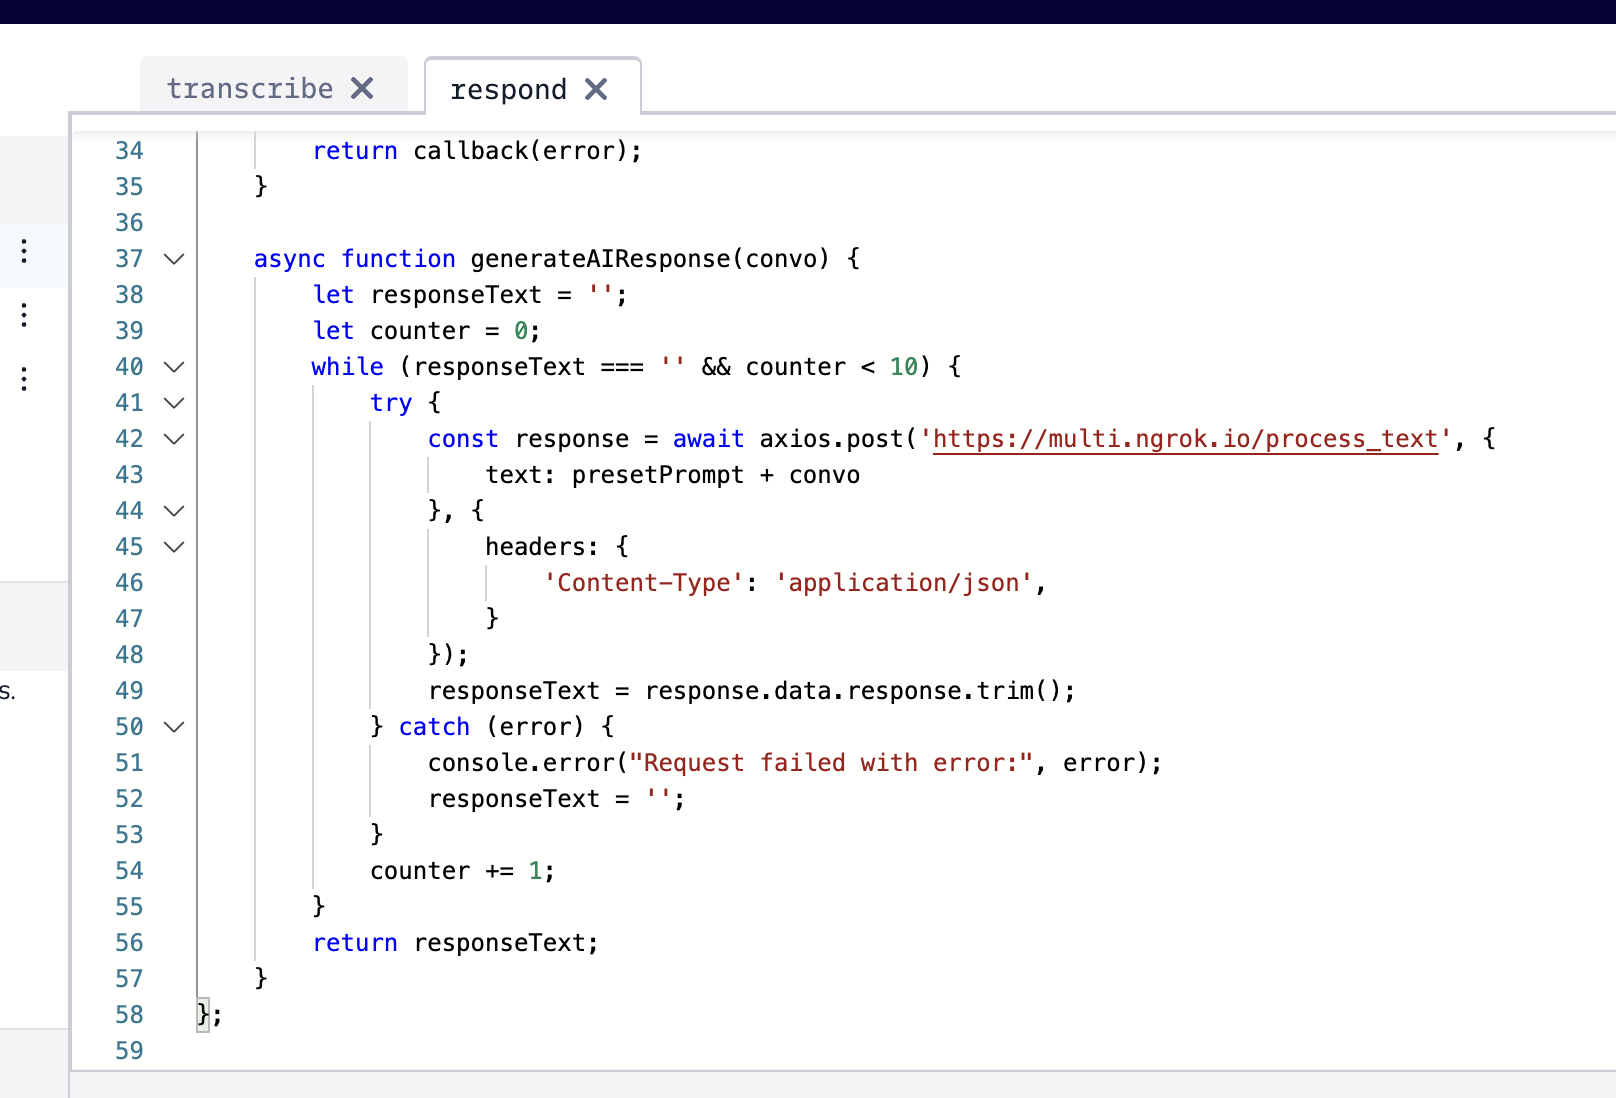 transcribe ✕ respond ✕
34 return callback(error);
35 }
36
37 async function generateAIResponse(convo) {
38 let responseText = '';
39 let counter = 0;
40 while (responseText === '' && counter < 10) {
41 try {
42 const response = await axios.post('https://multi.ngrok.io/process_text', {
43 text: presetPrompt + convo
44 }, {
45 headers: {
46 'Content-Type': 'application/json',
47 }
48 });
49 responseText = response.data.response.trim();
50 } catch (error) {
51 console.error("Request failed with error:", error);
52 responseText = '';
53 }
54 counter += 1;
55 }
56 return responseText;
57 }
58 };
59
s.